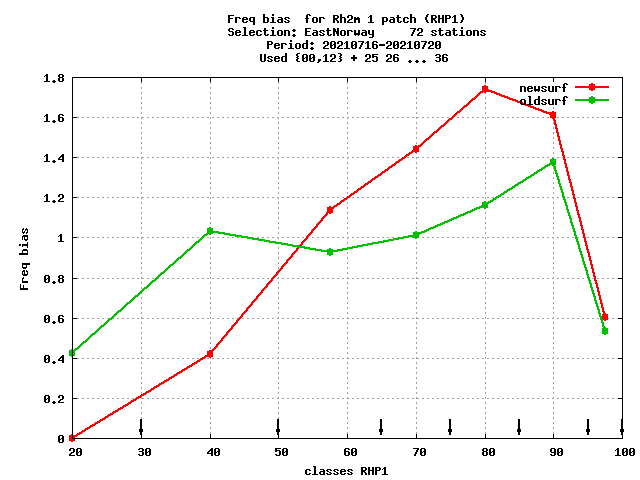 Freq bias  for Rh2m 1 patch (RHP1)
Selection: EastNorway     72 stations
Period: 20210716-20210720
Used {00,12} + 25 26 ... 36
newsurf
oldsurf
1.8
1.6
1.4
1.2
1
0.8
0.6
0.4
0.2
0
Freq bias
20 30 40 50 60 70 80 90 100
classes RHP1